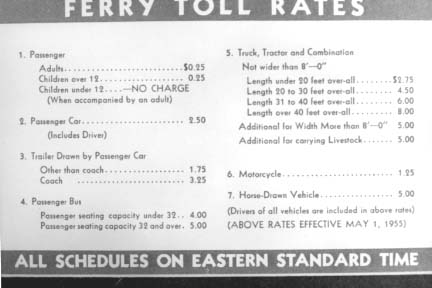 FERRY TOLL RATES
1. Passenger
Adults..............................$0.25
Children over 12.................... 0.25
Children under 12....—NO CHARGE
(When accompanied by an adult)
2. Passenger Car.................... 2.50
(Includes Driver)
3. Trailer Drawn by Passenger Car
Other than coach................ 1.75
Coach ......................... 3.25
4. Passenger Bus
Passenger seating capacity under 32.. 4.00
Passenger seating capacity 32 and over. 5.00
5. Truck, Tractor and Combination
Not wider than 8'—0"
Length under 20 feet over-all........$2.75
Length 20 to 30 feet over-all........ 4.50
Length 31 to 40 feet over-all........ 6.00
Length over 40 feet over-all......... 8.00
Additional for Width More than 8'—0" 5.00
Additional for carrying Livestock...... 5.00
6. Motorcycle...................... 1.25
7. Horse-Drawn Vehicle............... 5.00
(Drivers of all vehicles are included in above rates)
(ABOVE RATES EFFECTIVE MAY 1, 1955)
ALL SCHEDULES ON EASTERN STANDARD TIME